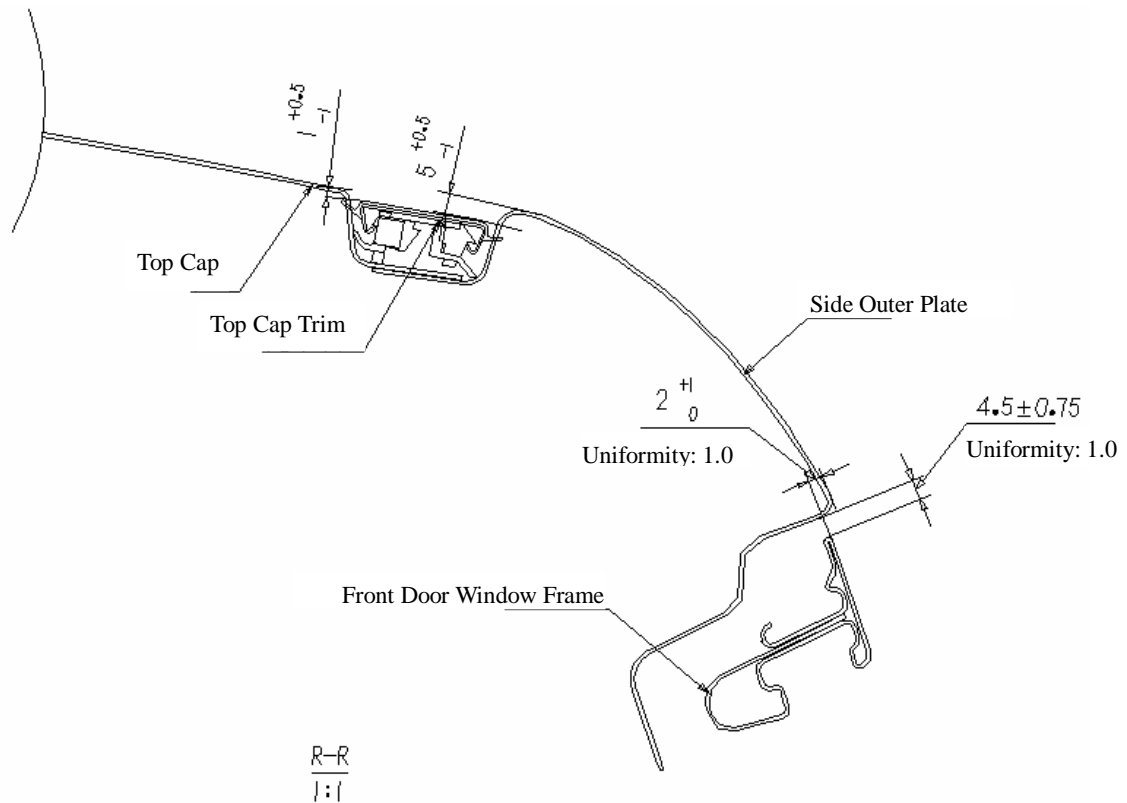 1 +0.5 -1
5 +0.5 -1
Top Cap
Top Cap Trim
Side Outer Plate
2 +1 0
Uniformity: 1.0
4.5±0.75
Uniformity: 1.0
Front Door Window Frame
R-R
1:1